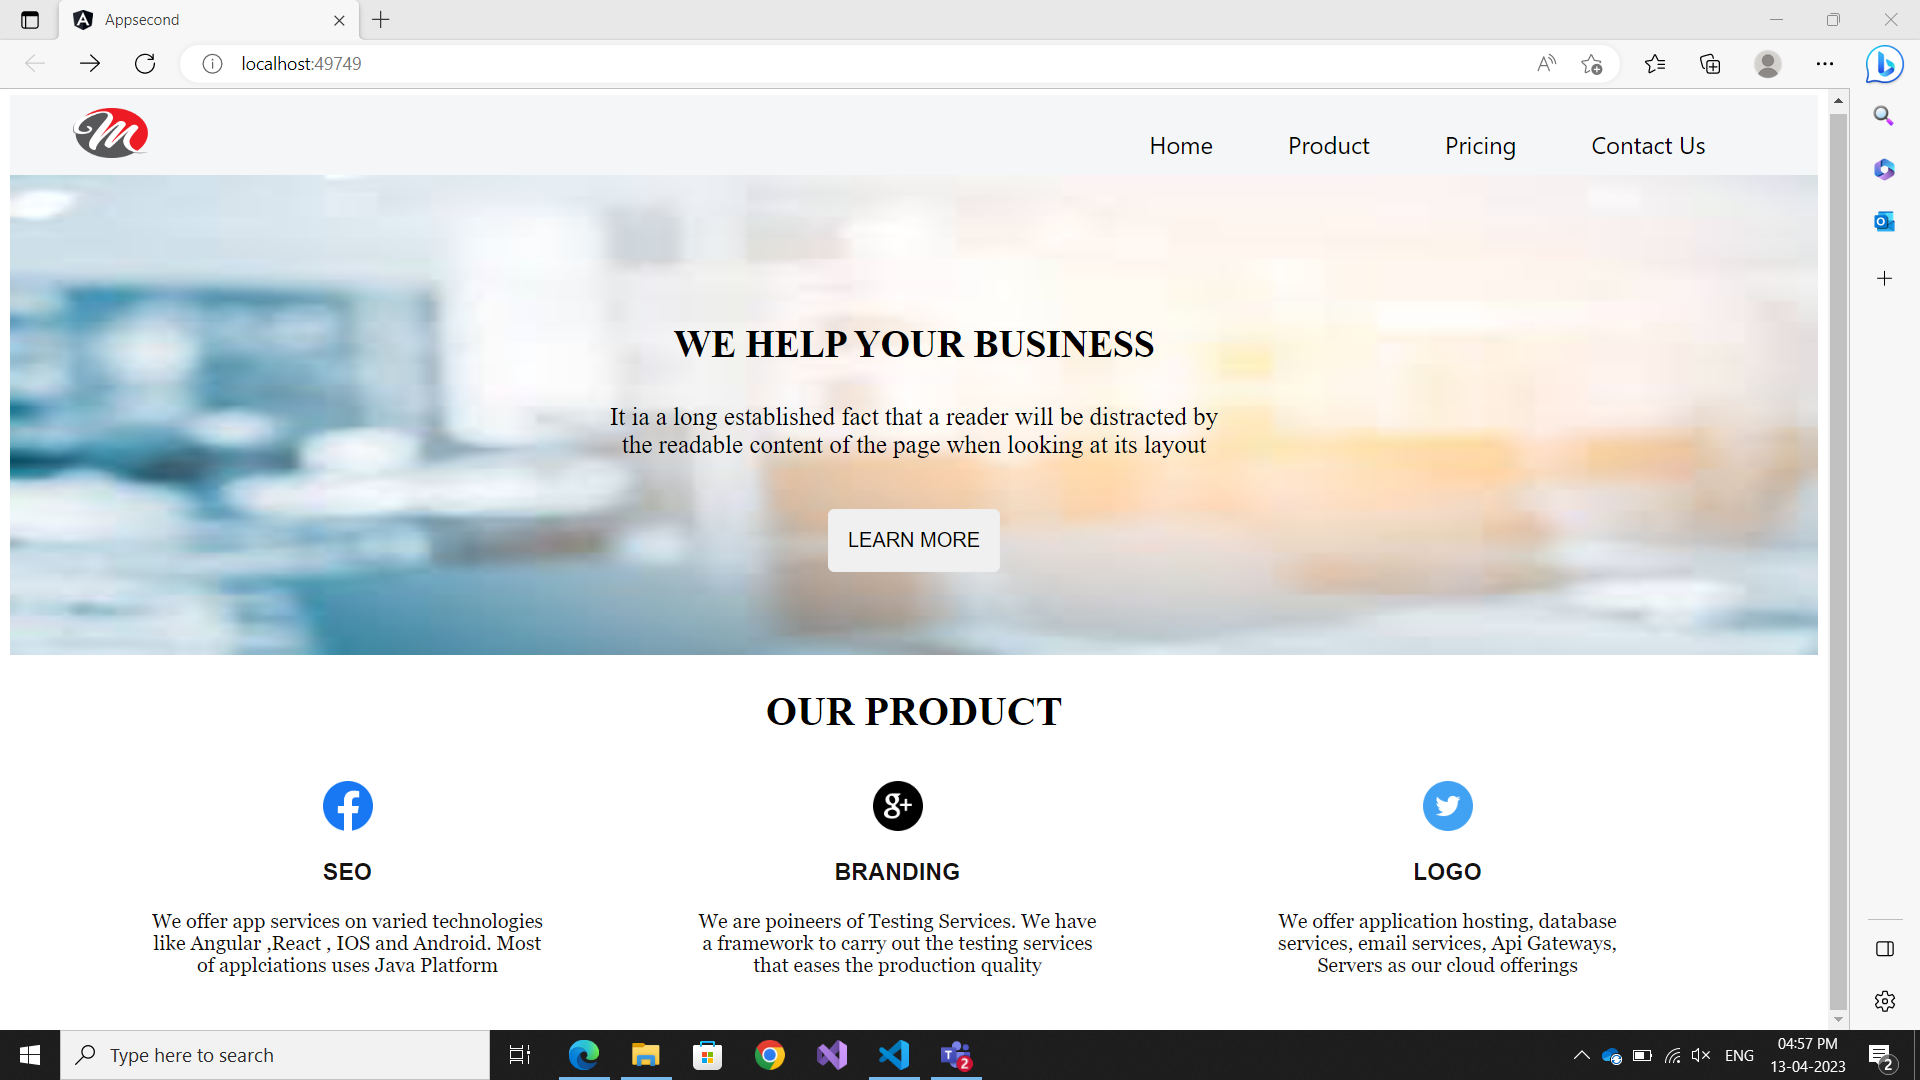 Appsecond
localhost:49749
M
Home Product Pricing Contact Us
WE HELP YOUR BUSINESS
It ia a long established fact that a reader will be distracted by
the readable content of the page when looking at its layout
LEARN MORE
OUR PRODUCT
SEO
We offer app services on varied technologies
like Angular ,React , IOS and Android. Most
of applciations uses Java Platform
BRANDING
We are poineers of Testing Services. We have
a framework to carry out the testing services
that eases the production quality
LOGO
We offer application hosting, database
services, email services, Api Gateways,
Servers as our cloud offerings
Type here to search
2
ENG
04:57 PM
13-04-2023
2